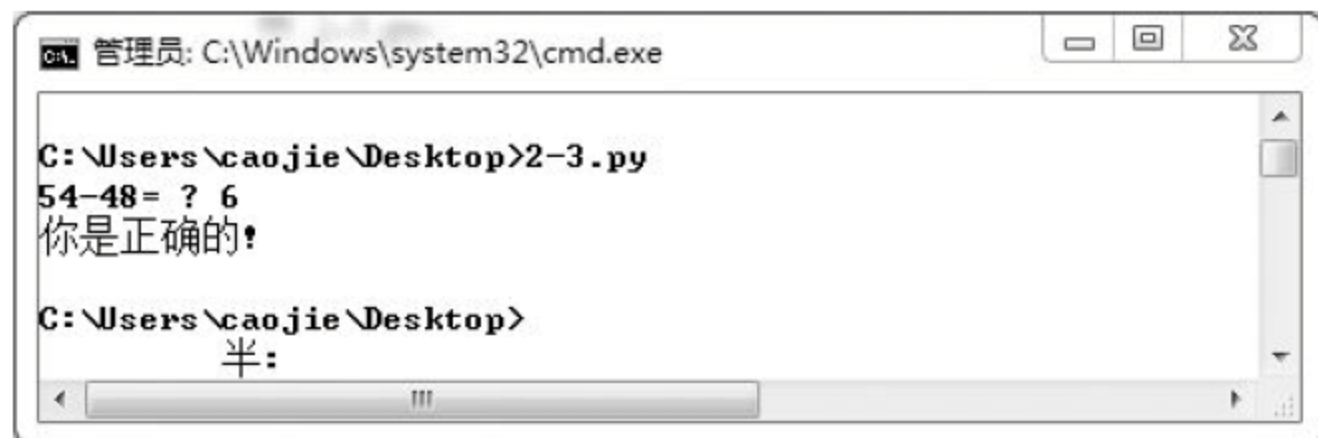 管理员: C:\Windows\system32\cmd.exe
C:\Users\caojie\Desktop>2-3.py
54-48= ? 6
你是正确的!
C:\Users\caojie\Desktop>
半: